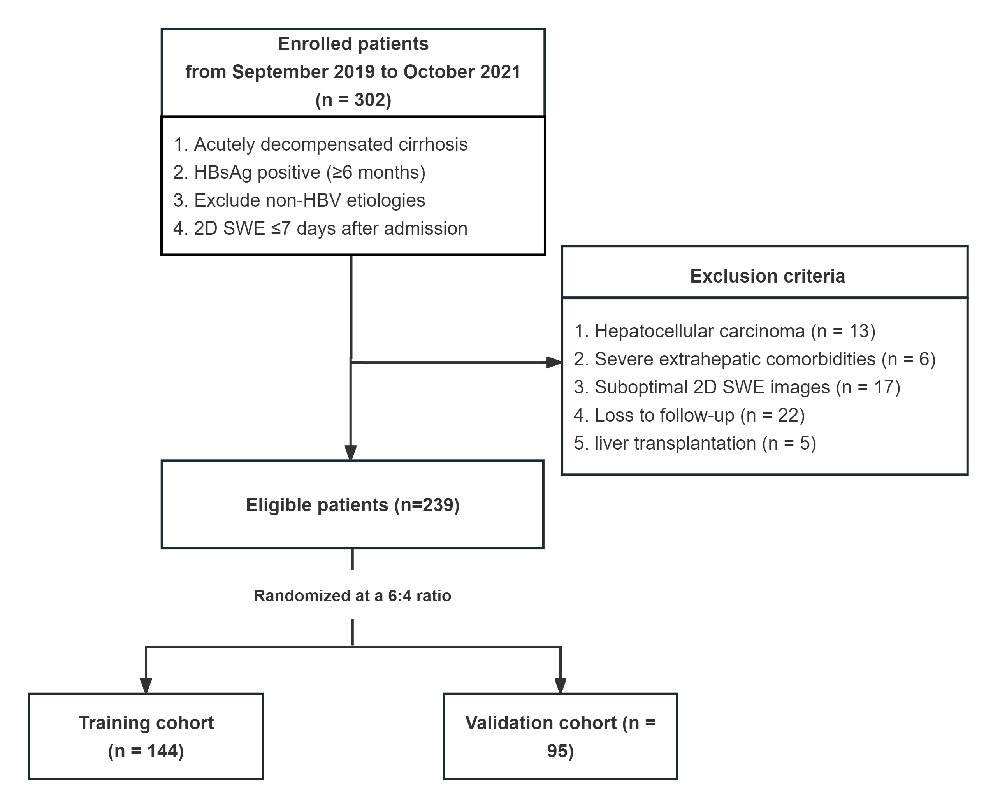 Enrolled patients
from September 2019 to October 2021
(n = 302)
1. Acutely decompensated cirrhosis
2. HBsAg positive (≥6 months)
3. Exclude non-HBV etiologies
4. 2D SWE ≤7 days after admission
Exclusion criteria
1. Hepatocellular carcinoma (n = 13)
2. Severe extrahepatic comorbidities (n = 6)
3. Suboptimal 2D SWE images (n = 17)
4. Loss to follow-up (n = 22)
5. liver transplantation (n = 5)
Eligible patients (n=239)
Randomized at a 6:4 ratio
Training cohort
(n = 144)
Validation cohort (n =
95)